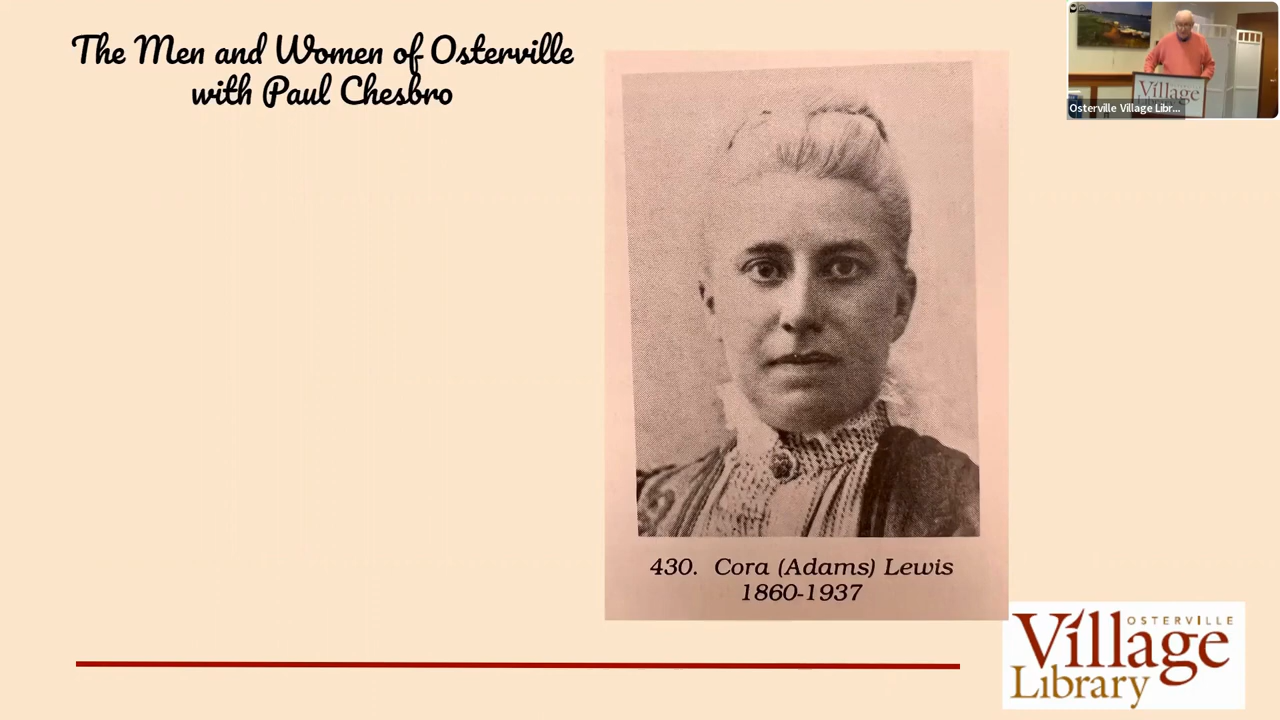 The Men and Women of Osterville
with Paul Chesbro
Village
Osterville Village Libr...
430. Cora (Adams) Lewis
1860-1937
OSTERVILLE
Village
Library